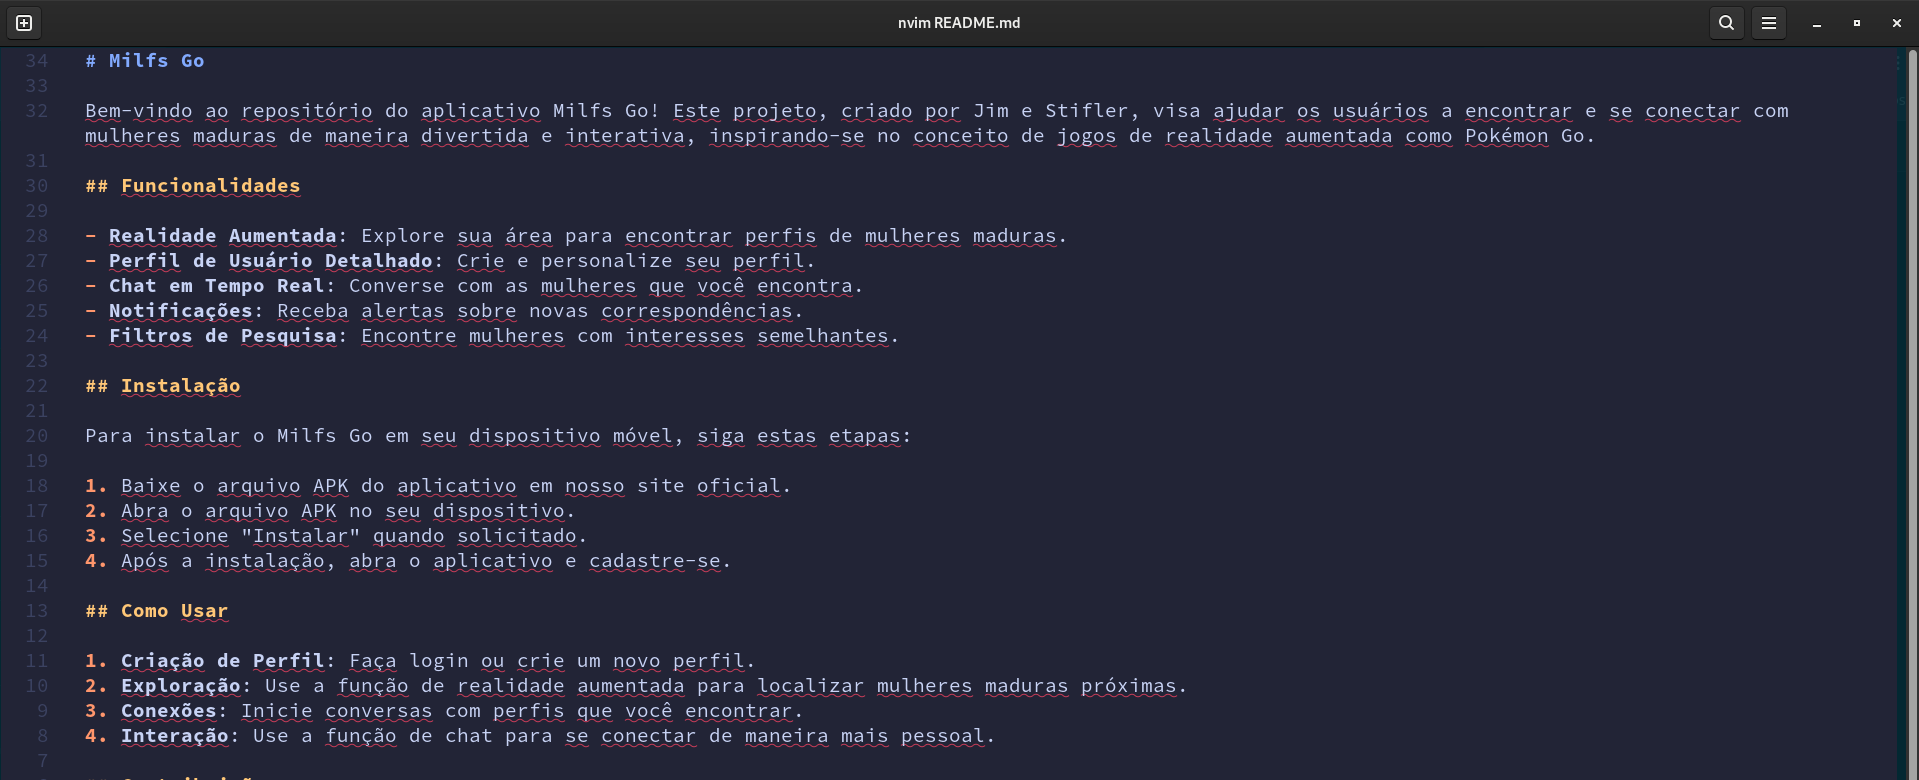 nvim README.md
34 # Milfs Go
33
32 Bem-vindo ao repositório do aplicativo Milfs Go! Este projeto, criado por Jim e Stifler, visa ajudar os usuários a encontrar e se conectar com
mulheres maduras de maneira divertida e interativa, inspirando-se no conceito de jogos de realidade aumentada como Pokémon Go.
31
30 ## Funcionalidades
29
28 - Realidade Aumentada: Explore sua área para encontrar perfis de mulheres maduras.
27 - Perfil de Usuário Detalhado: Crie e personalize seu perfil.
26 - Chat em Tempo Real: Converse com as mulheres que você encontra.
25 - Notificações: Receba alertas sobre novas correspondências.
24 - Filtros de Pesquisa: Encontre mulheres com interesses semelhantes.
23
22 ## Instalação
21
20 Para instalar o Milfs Go em seu dispositivo móvel, siga estas etapas:
19
18 1. Baixe o arquivo APK do aplicativo em nosso site oficial.
17 2. Abra o arquivo APK no seu dispositivo.
16 3. Selecione "Instalar" quando solicitado.
15 4. Após a instalação, abra o aplicativo e cadastre-se.
14
13 ## Como Usar
12
11 1. Criação de Perfil: Faça login ou crie um novo perfil.
10 2. Exploração: Use a função de realidade aumentada para localizar mulheres maduras próximas.
9 3. Conexões: Inicie conversas com perfis que você encontrar.
8 4. Interação: Use a função de chat para se conectar de maneira mais pessoal.
7